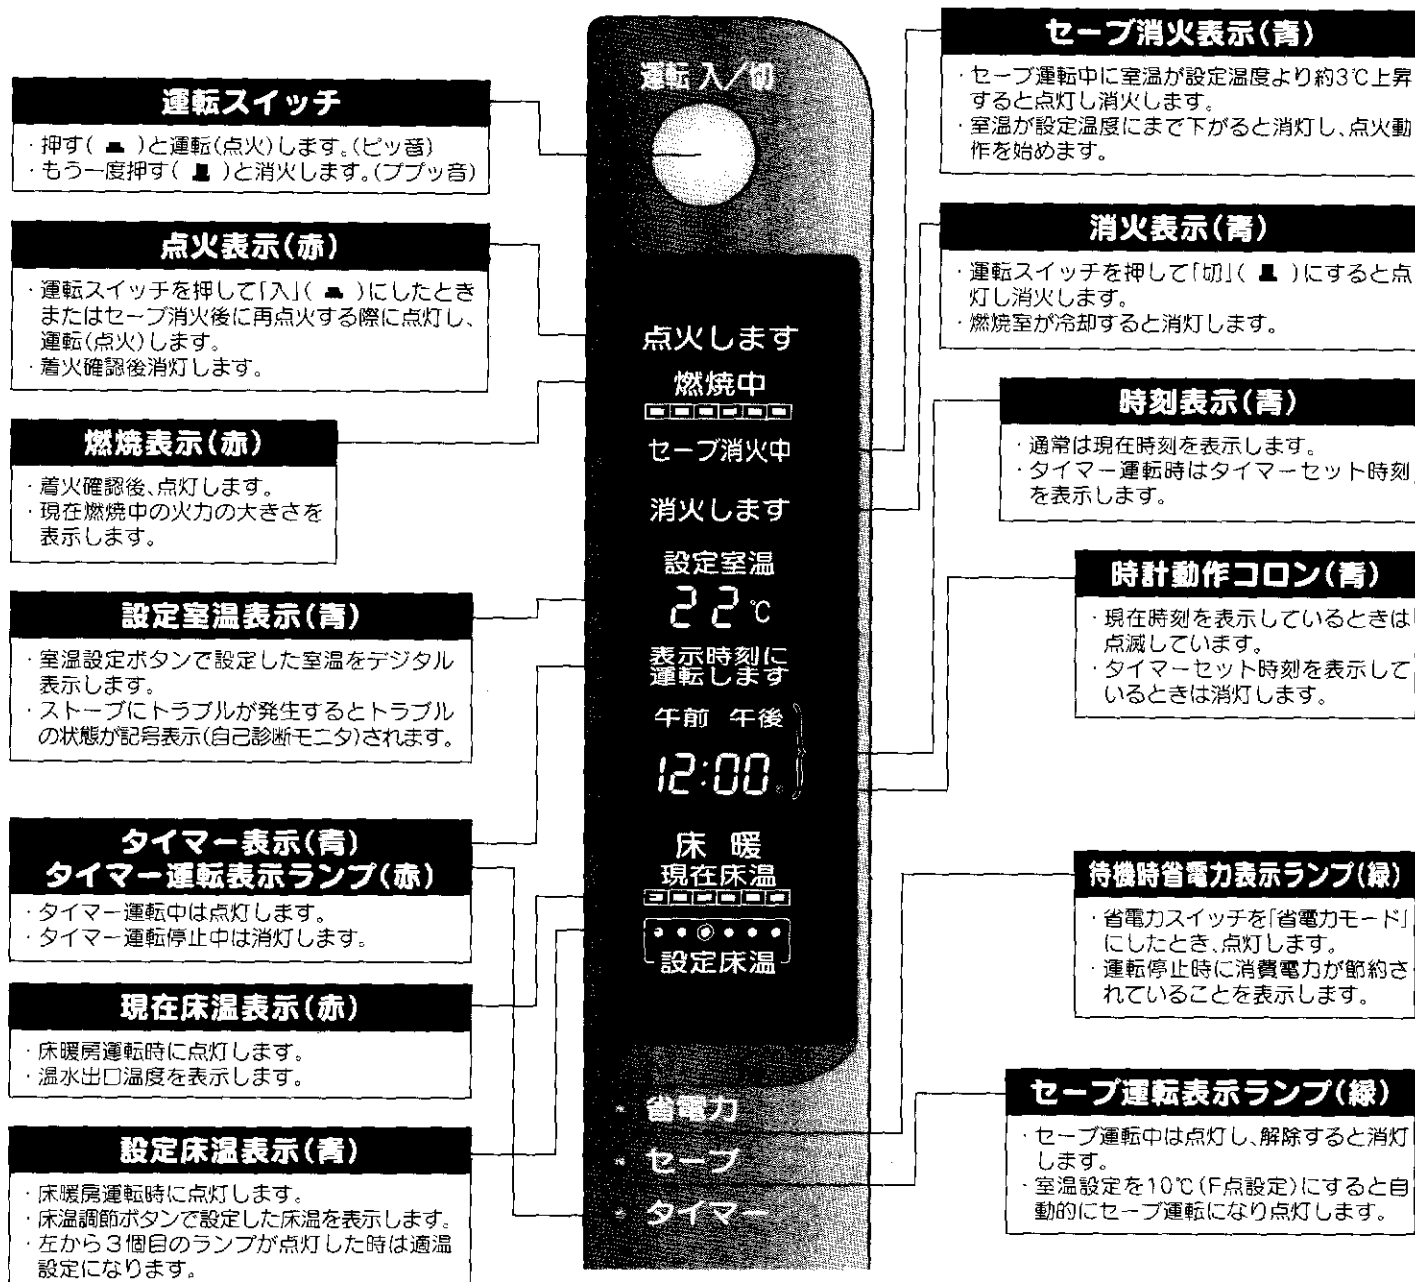 運転スイッチ
・押す( )と運転(点火)します。(ピッ音)
・もう一度押す( )と消火します。(ププッ音)
点火表示(赤)
・運転スイッチを押して「入」( )にしたとき
またはセーブ消火後に再点火する際に点灯し、
運転(点火)します。
・着火確認後消灯します。
燃焼表示(赤)
・着火確認後、点灯します。
・現在燃焼中の火力の大きさを
表示します。
設定室温表示(青)
・室温設定ボタンで設定した室温をデジタル
表示します。
・ストーブにトラブルが発生するとトラブル
の状態が記号表示(自己診断モニタ)されます。
タイマー表示(青)
タイマー運転表示ランプ(赤)
・タイマー運転中は点灯します。
・タイマー運転停止中は消灯します。
現在床温表示(赤)
・床暖房運転時に点灯します。
・温水出口温度を表示します。
設定床温表示(青)
・床暖房運転時に点灯します。
・床温調節ボタンで設定した床温を表示します。
・左から3個目のランプが点灯した時は適温
設定になります。
運転 入/切
点火します
燃焼中
セーブ消火中
消火します
設定室温
22℃
表示時刻に
運転します
午前 午後
12:00
床 暖
現在床温
設定床温
省電力
セーブ
タイマー
セーブ消火表示(青)
・セーブ運転中に室温が設定温度より約3℃上昇
すると点灯し消火します。
・室温が設定温度にまで下がると消灯し、点火動
作を始めます。
消火表示(青)
・運転スイッチを押して「切」( )にすると点
灯し消火します。
・燃焼室が冷却すると消灯します。
時刻表示(青)
・通常は現在時刻を表示します。
・タイマー運転時はタイマーセット時刻
を表示します。
時計動作コロン(青)
・現在時刻を表示しているときは
点滅しています。
・タイマーセット時刻を表示して
いるときは消灯します。
待機時省電力表示ランプ(緑)
・省電力スイッチを「省電力モード」
にしたとき、点灯します。
・運転停止時に消費電力が節約さ
れていることを表示します。
セーブ運転表示ランプ(緑)
・セーブ運転中は点灯し、解除すると消灯
します。
・室温設定を10℃(F点設定)にすると自
動的にセーブ運転になり点灯します。